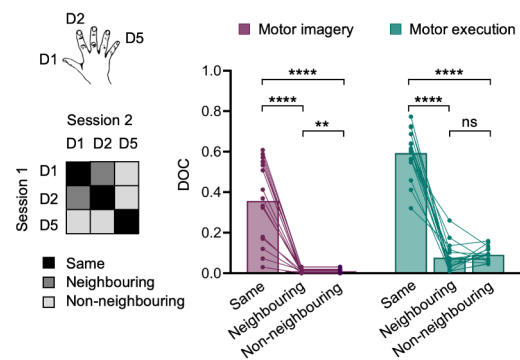 D2
D5
D1
Session 2
D1 D2 D5
Session 1
D1
D2
D5
Same
Neighbouring
Non-neighbouring
Motor imagery
Motor execution
DOC
1.0
0.8
0.6
0.4
0.2
0.0
****
****
**
****
****
ns
Same
Neighbouring
Non-neighbouring
Same
Neighbouring
Non-neighbouring